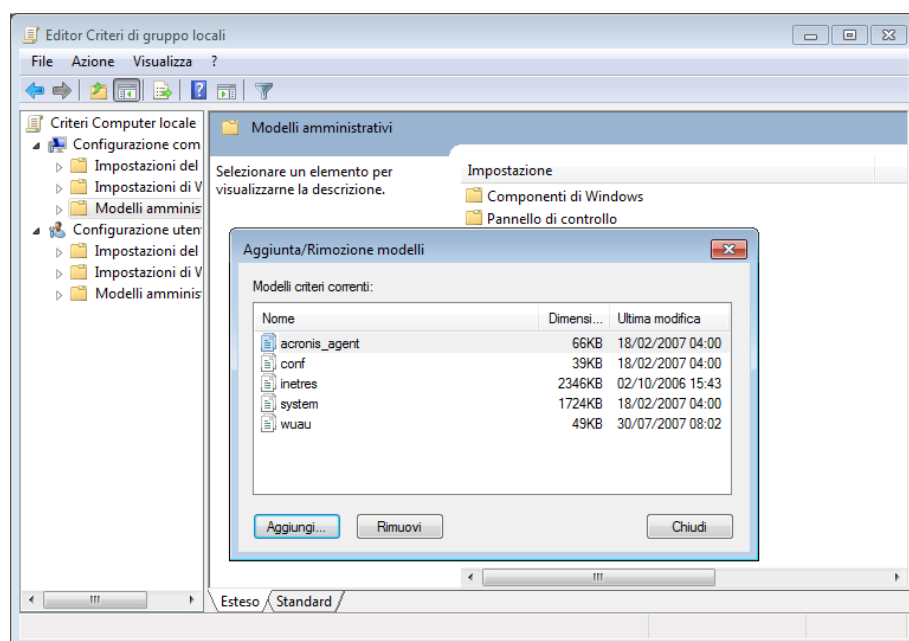 Editor Criteri di gruppo locali
File Azione Visualizza ?
Criteri Computer locale
Configurazione com
Impostazioni del
Impostazioni di V
Modelli amminis
Configurazione uten
Impostazioni del
Impostazioni di V
Modelli amminis
Modelli amministrativi
Selezionare un elemento per
visualizzarne la descrizione.
Impostazione
Componenti di Windows
Pannello di controllo
Aggiunta/Rimozione modelli
Modelli criteri correnti:
Nome Dimensi... Ultima modifica
acronis_agent 66KB 18/02/2007 04:00
conf 39KB 18/02/2007 04:00
inetres 2346KB 02/10/2006 15:43
system 1724KB 18/02/2007 04:00
wuau 49KB 30/07/2007 08:02
Aggiungi... Rimuovi Chiudi
Esteso Standard